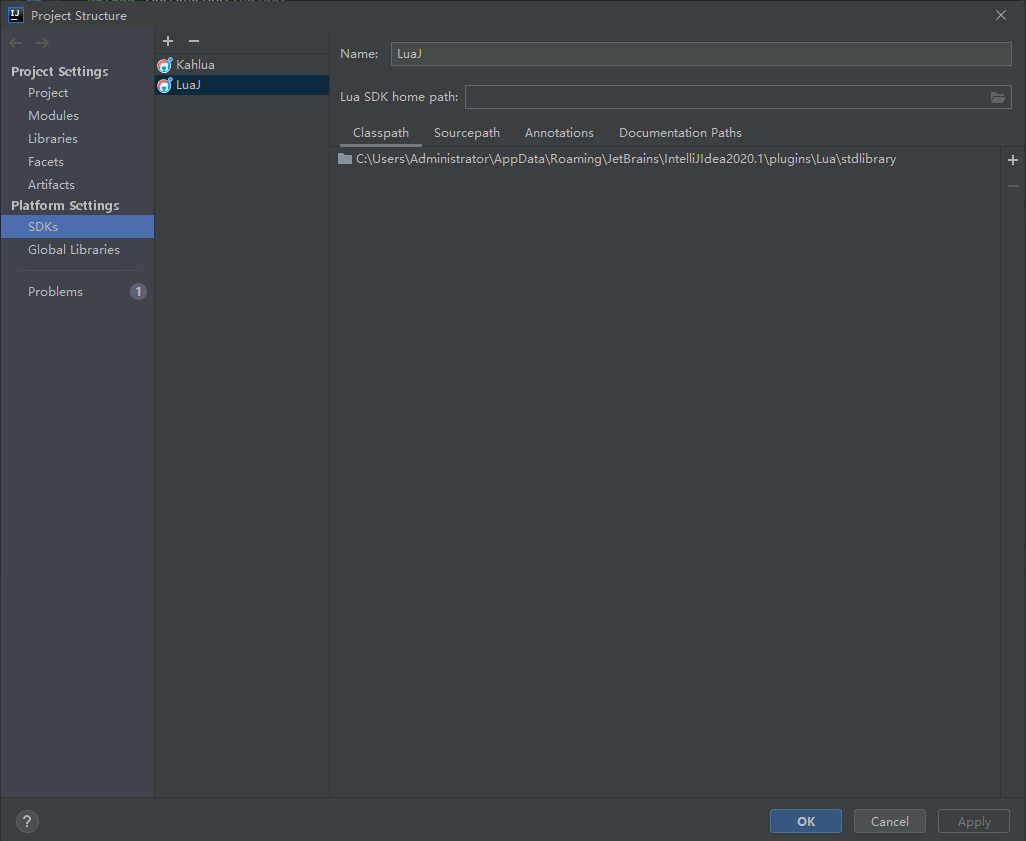 Project Structure
Project Settings
Project
Modules
Libraries
Facets
Artifacts
Platform Settings
SDKs
Global Libraries
Problems 1
Kahlua
LuaJ
Name: LuaJ
Lua SDK home path:
Classpath Sourcepath Annotations Documentation Paths
C:\Users\Administrator\AppData\Roaming\JetBrains\IntelliJIdea2020.1\plugins\Lua\stdlibrary
? OK Cancel Apply